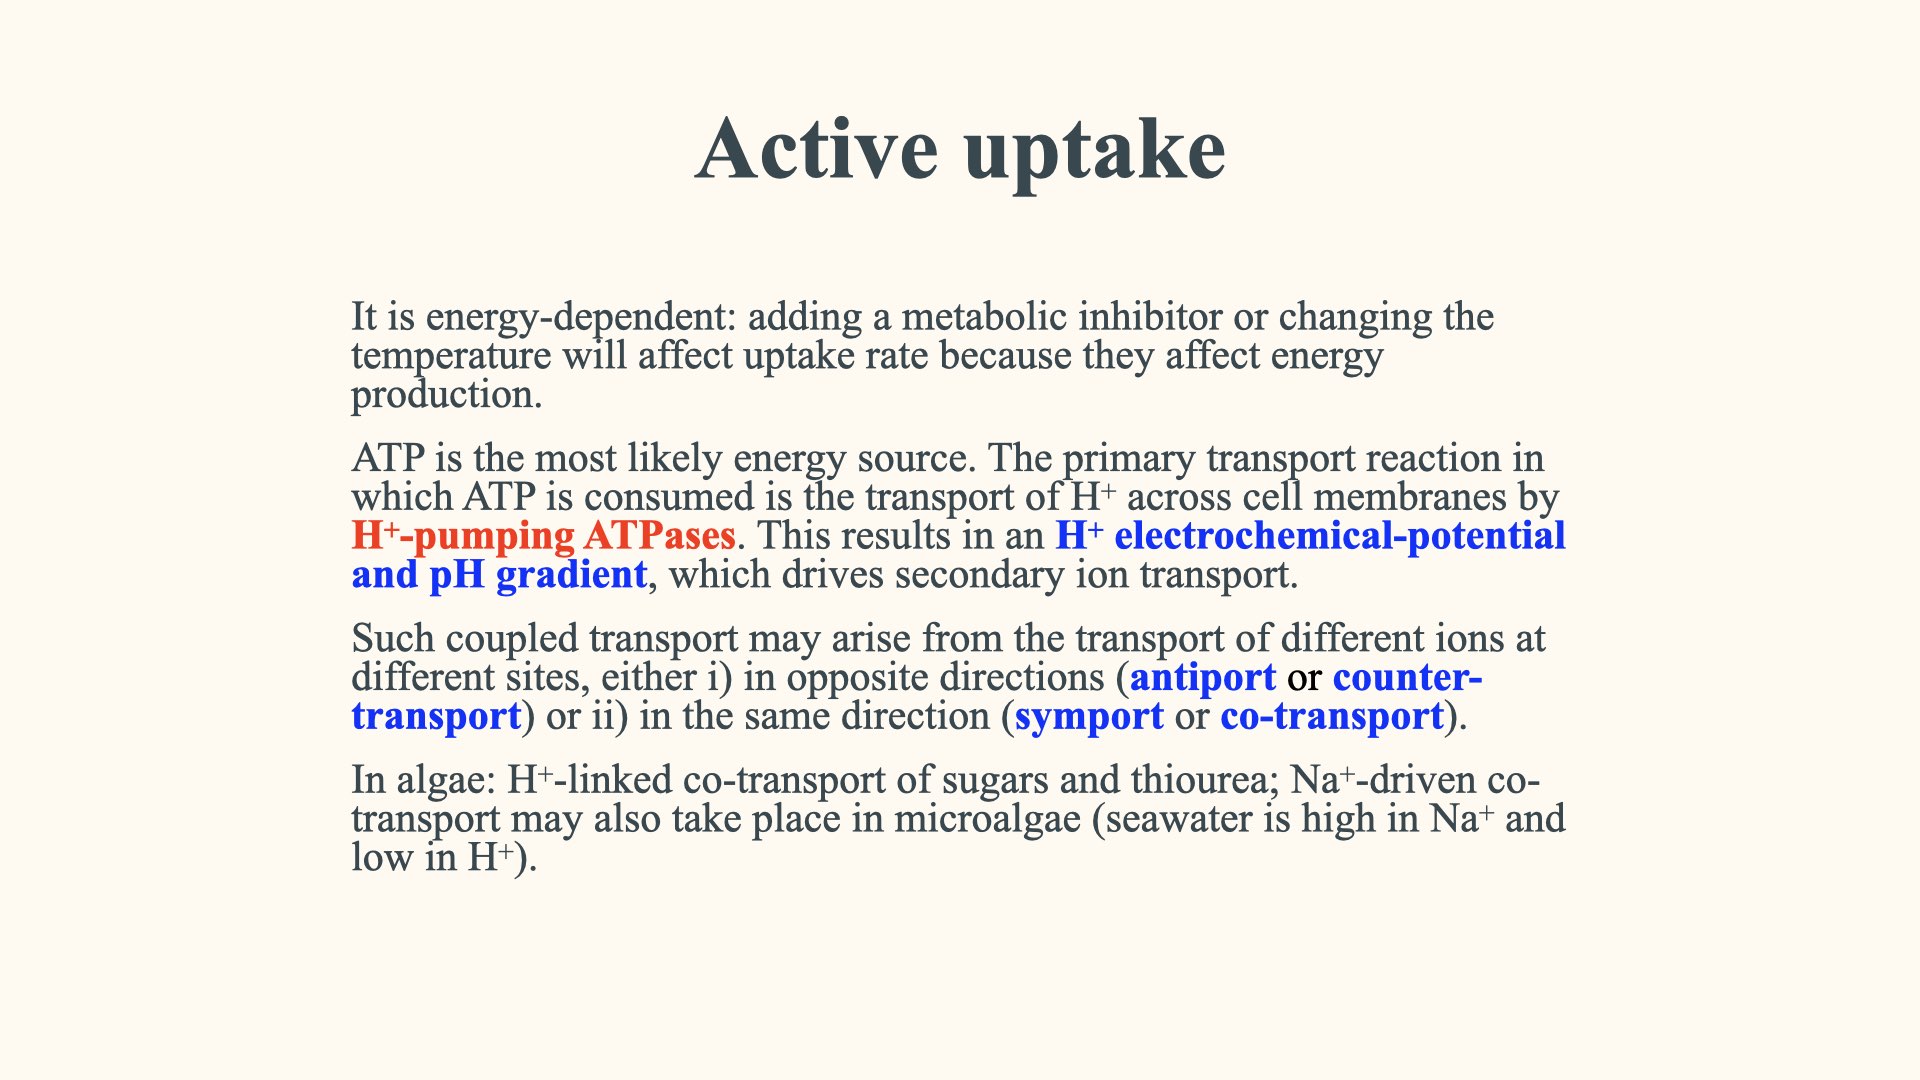 Active uptake
It is energy-dependent: adding a metabolic inhibitor or changing the
temperature will affect uptake rate because they affect energy
production.
ATP is the most likely energy source. The primary transport reaction in
which ATP is consumed is the transport of H⁺ across cell membranes by
H⁺-pumping ATPases. This results in an H⁺ electrochemical-potential
and pH gradient, which drives secondary ion transport.
Such coupled transport may arise from the transport of different ions at
different sites, either i) in opposite directions (antiport or counter-
transport) or ii) in the same direction (symport or co-transport).
In algae: H⁺-linked co-transport of sugars and thiourea; Na⁺-driven co-
transport may also take place in microalgae (seawater is high in Na⁺ and
low in H⁺).